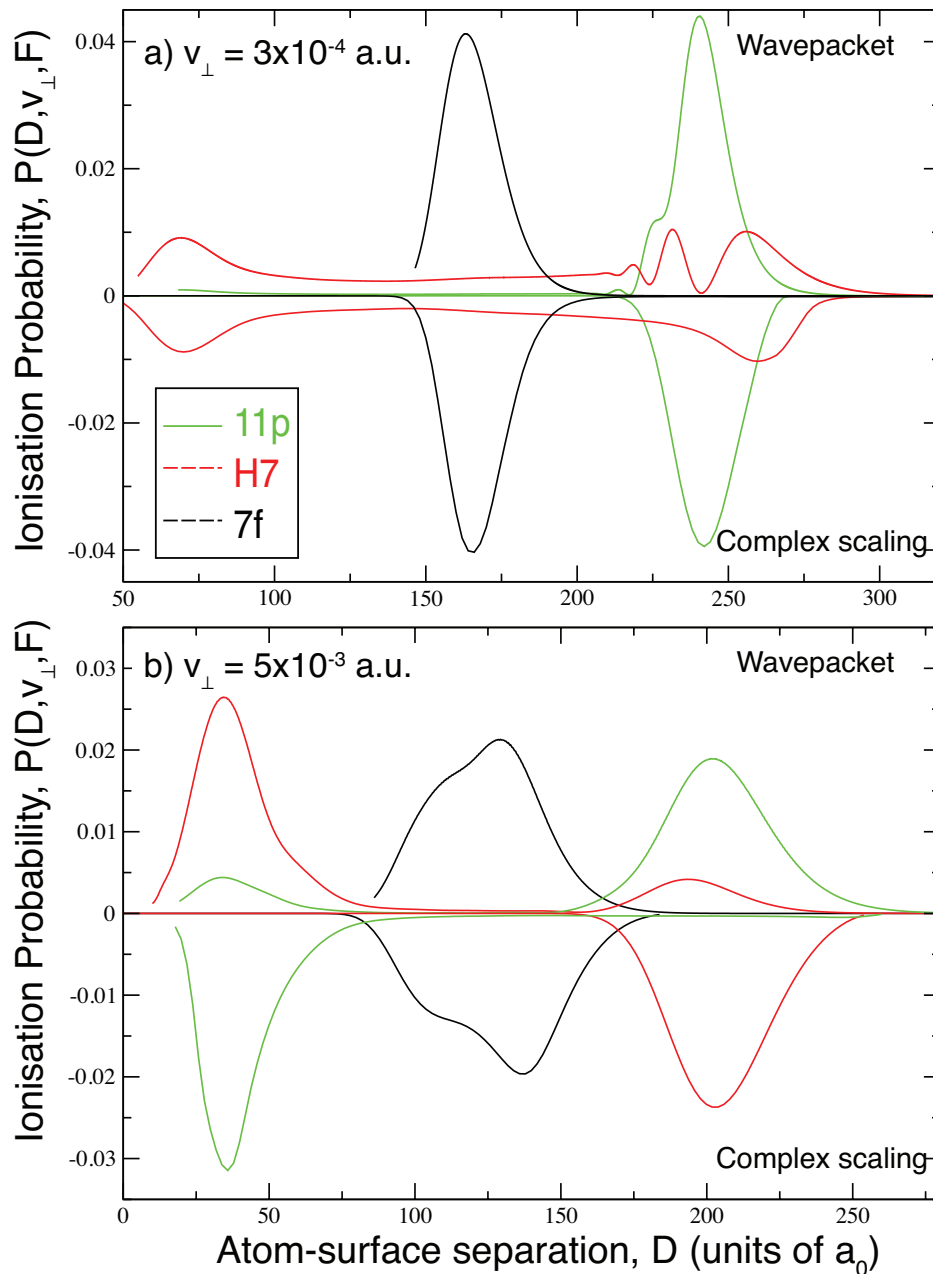 a) v⊥ = 3x10⁻⁴ a.u.
Wavepacket
Ionisation Probability, P(D,v⊥,F)
0.04
0.02
0
-0.02
-0.04
11p
H7
7f
Complex scaling
50 100 150 200 250 300
b) v⊥ = 5x10⁻³ a.u.
Wavepacket
Ionisation Probability, P(D,v⊥,F)
0.03
0.02
0.01
0
-0.01
-0.02
-0.03
Complex scaling
0 50 100 150 200 250
Atom-surface separation, D (units of a₀)